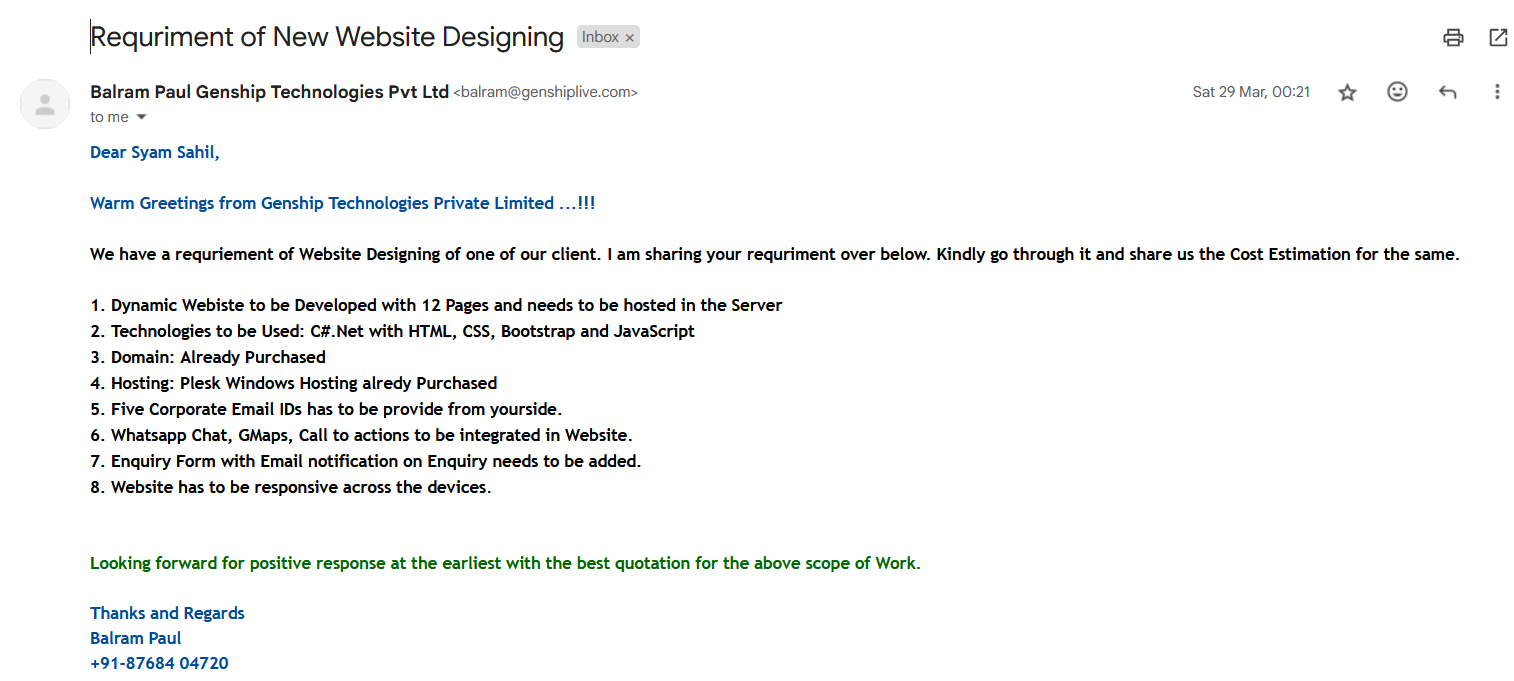 Requriment of New Website Designing Inbox ×
Balram Paul Genship Technologies Pvt Ltd <balram@genshiplive.com> Sat 29 Mar, 00:21
to me
Dear Syam Sahil,
Warm Greetings from Genship Technologies Private Limited ...!!!
We have a requriement of Website Designing of one of our client. I am sharing your requriment over below. Kindly go through it and share us the Cost Estimation for the same.
1. Dynamic Webiste to be Developed with 12 Pages and needs to be hosted in the Server
2. Technologies to be Used: C#.Net with HTML, CSS, Bootstrap and JavaScript
3. Domain: Already Purchased
4. Hosting: Plesk Windows Hosting alredy Purchased
5. Five Corporate Email IDs has to be provide from yourside.
6. Whatsapp Chat, GMaps, Call to actions to be integrated in Website.
7. Enquiry Form with Email notification on Enquiry needs to be added.
8. Website has to be responsive across the devices.
Looking forward for positive response at the earliest with the best quotation for the above scope of Work.
Thanks and Regards
Balram Paul
+91-87684 04720